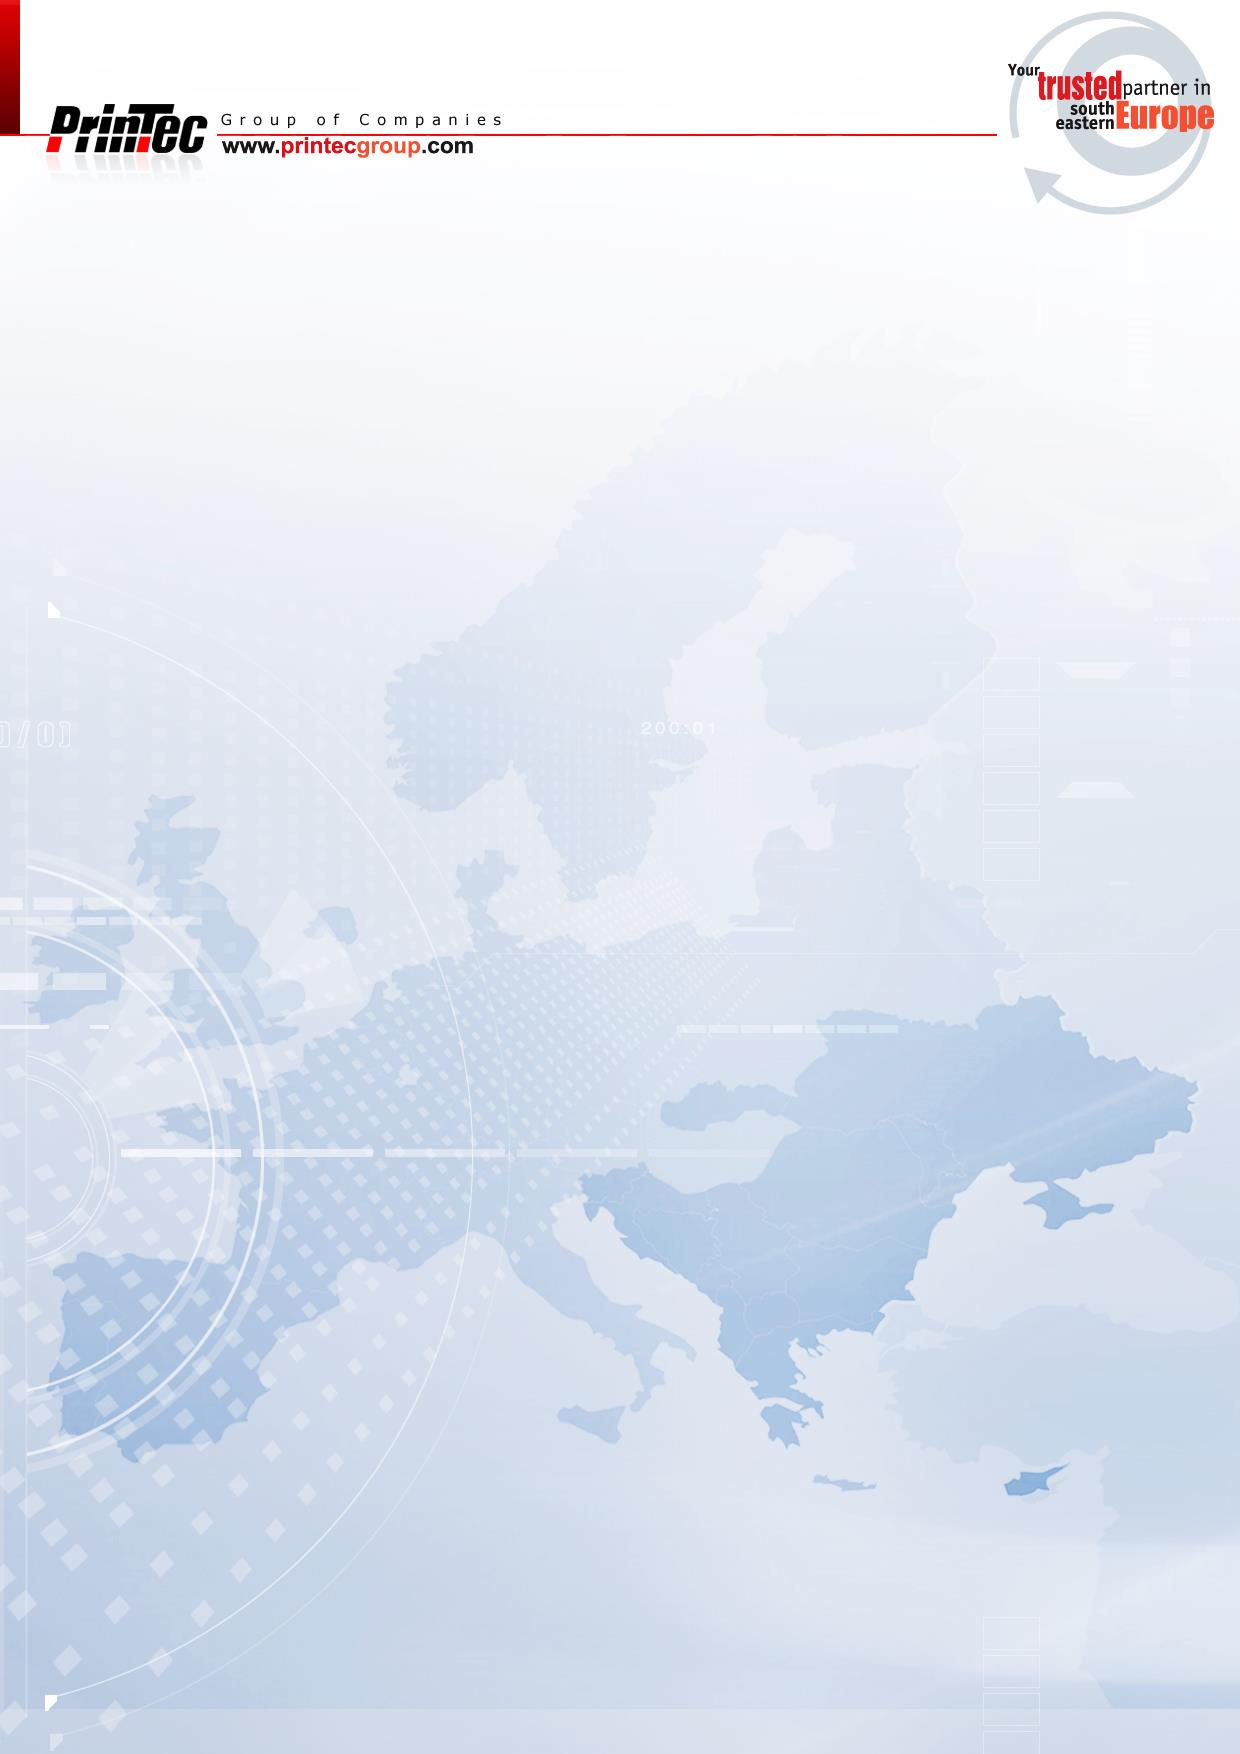 PrinTec
Group of Companies
www.printecgroup.com
Your
trusted partner in
south
eastern Europe
200:01